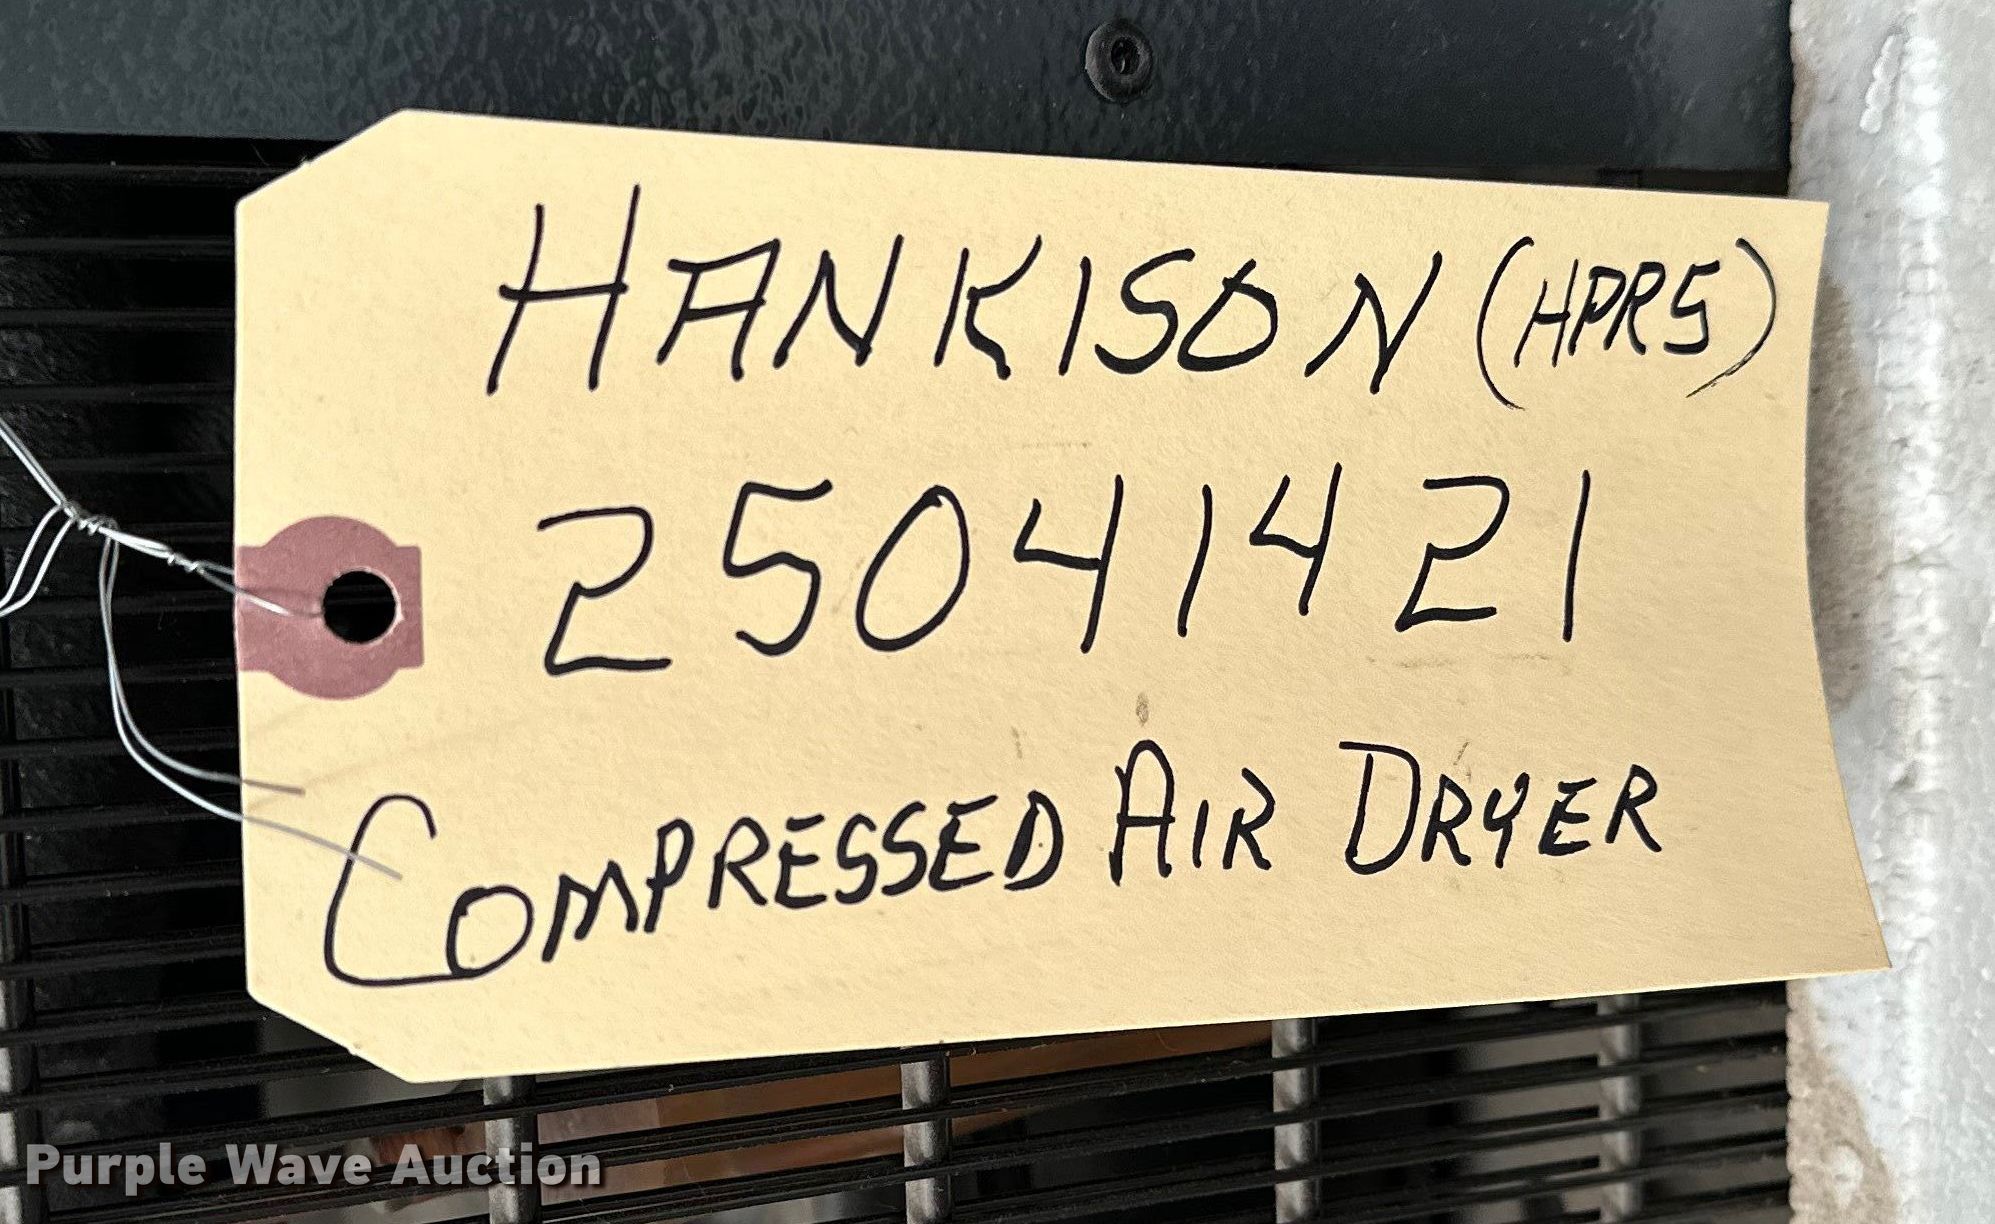 HANKISON (HPR5)
25041421
COMPRESSED AIR DRYER
Purple Wave Auction